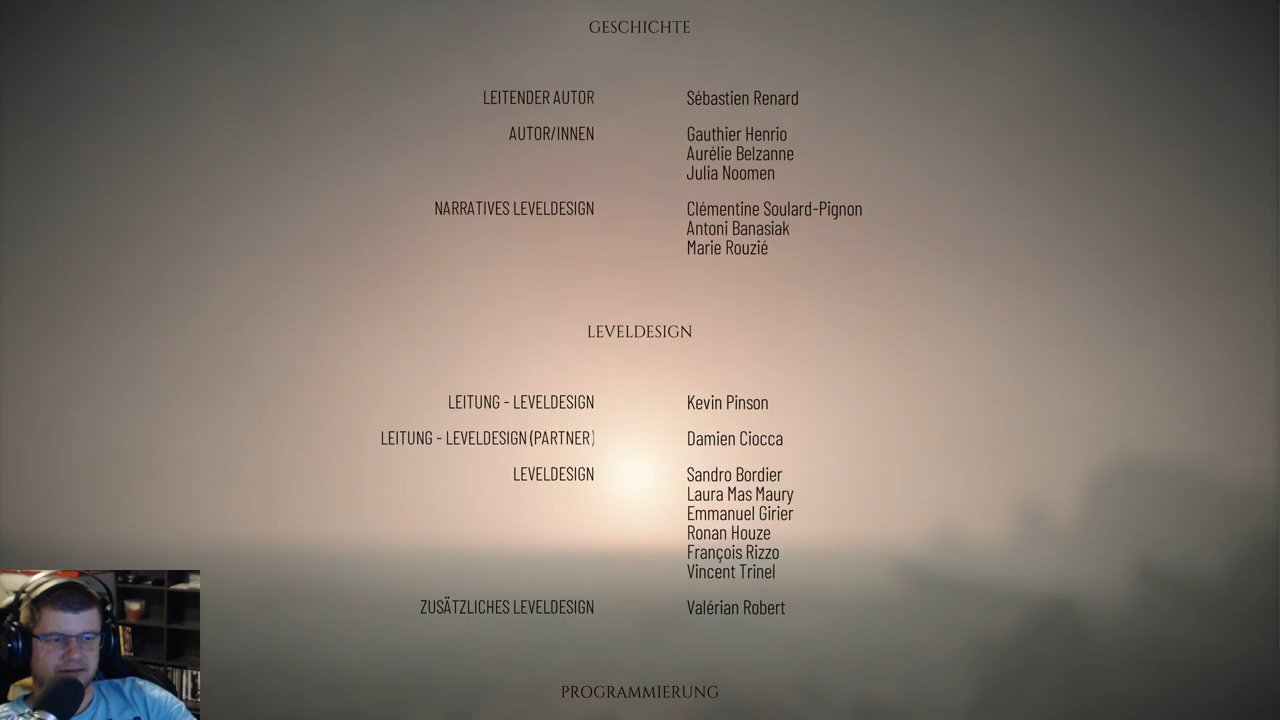 GESCHICHTE
LEITENDER AUTOR Sébastien Renard
AUTOR/INNEN Gauthier Henrio
Aurélie Belzanne
Julia Noomen
NARRATIVES LEVELDESIGN Clémentine Soulard-Pignon
Antoni Banasiak
Marie Rouzié
LEVELDESIGN
LEITUNG - LEVELDESIGN Kevin Pinson
LEITUNG - LEVELDESIGN (PARTNER) Damien Ciocca
LEVELDESIGN Sandro Bordier
Laura Mas Maury
Emmanuel Girier
Ronan Houze
François Rizzo
Vincent Trinel
ZUSÄTZLICHES LEVELDESIGN Valérian Robert
PROGRAMMIERUNG